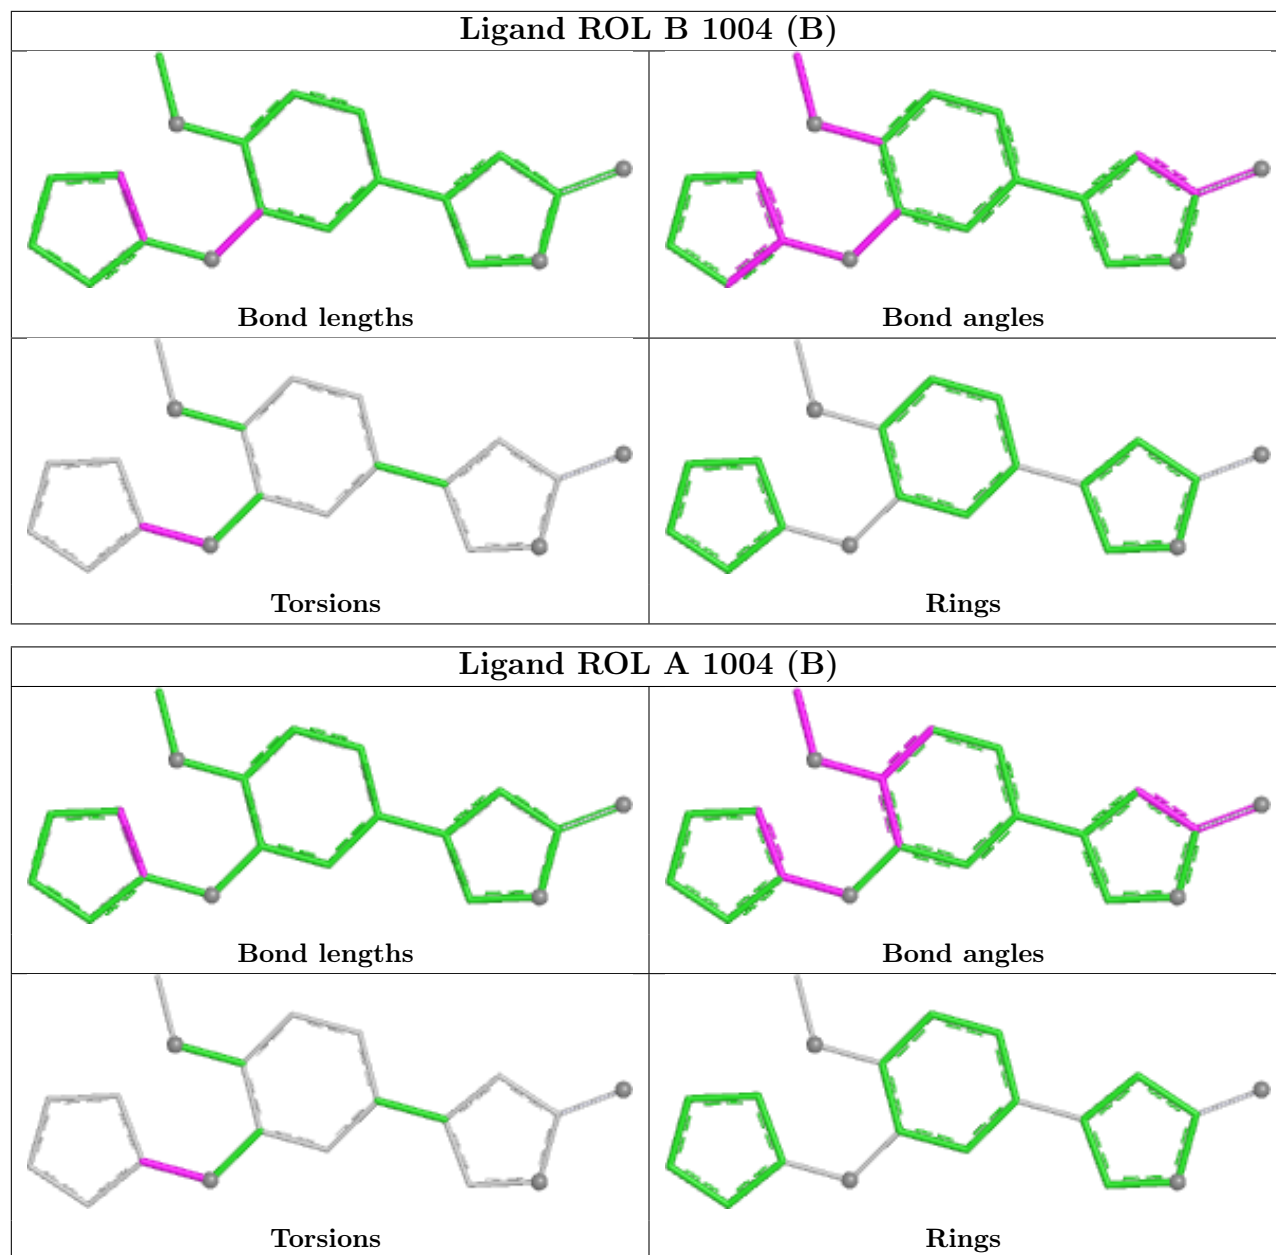 Ligand ROL B 1004 (B)
Bond lengths
Bond angles
Torsions
Rings
Ligand ROL A 1004 (B)
Bond lengths
Bond angles
Torsions
Rings